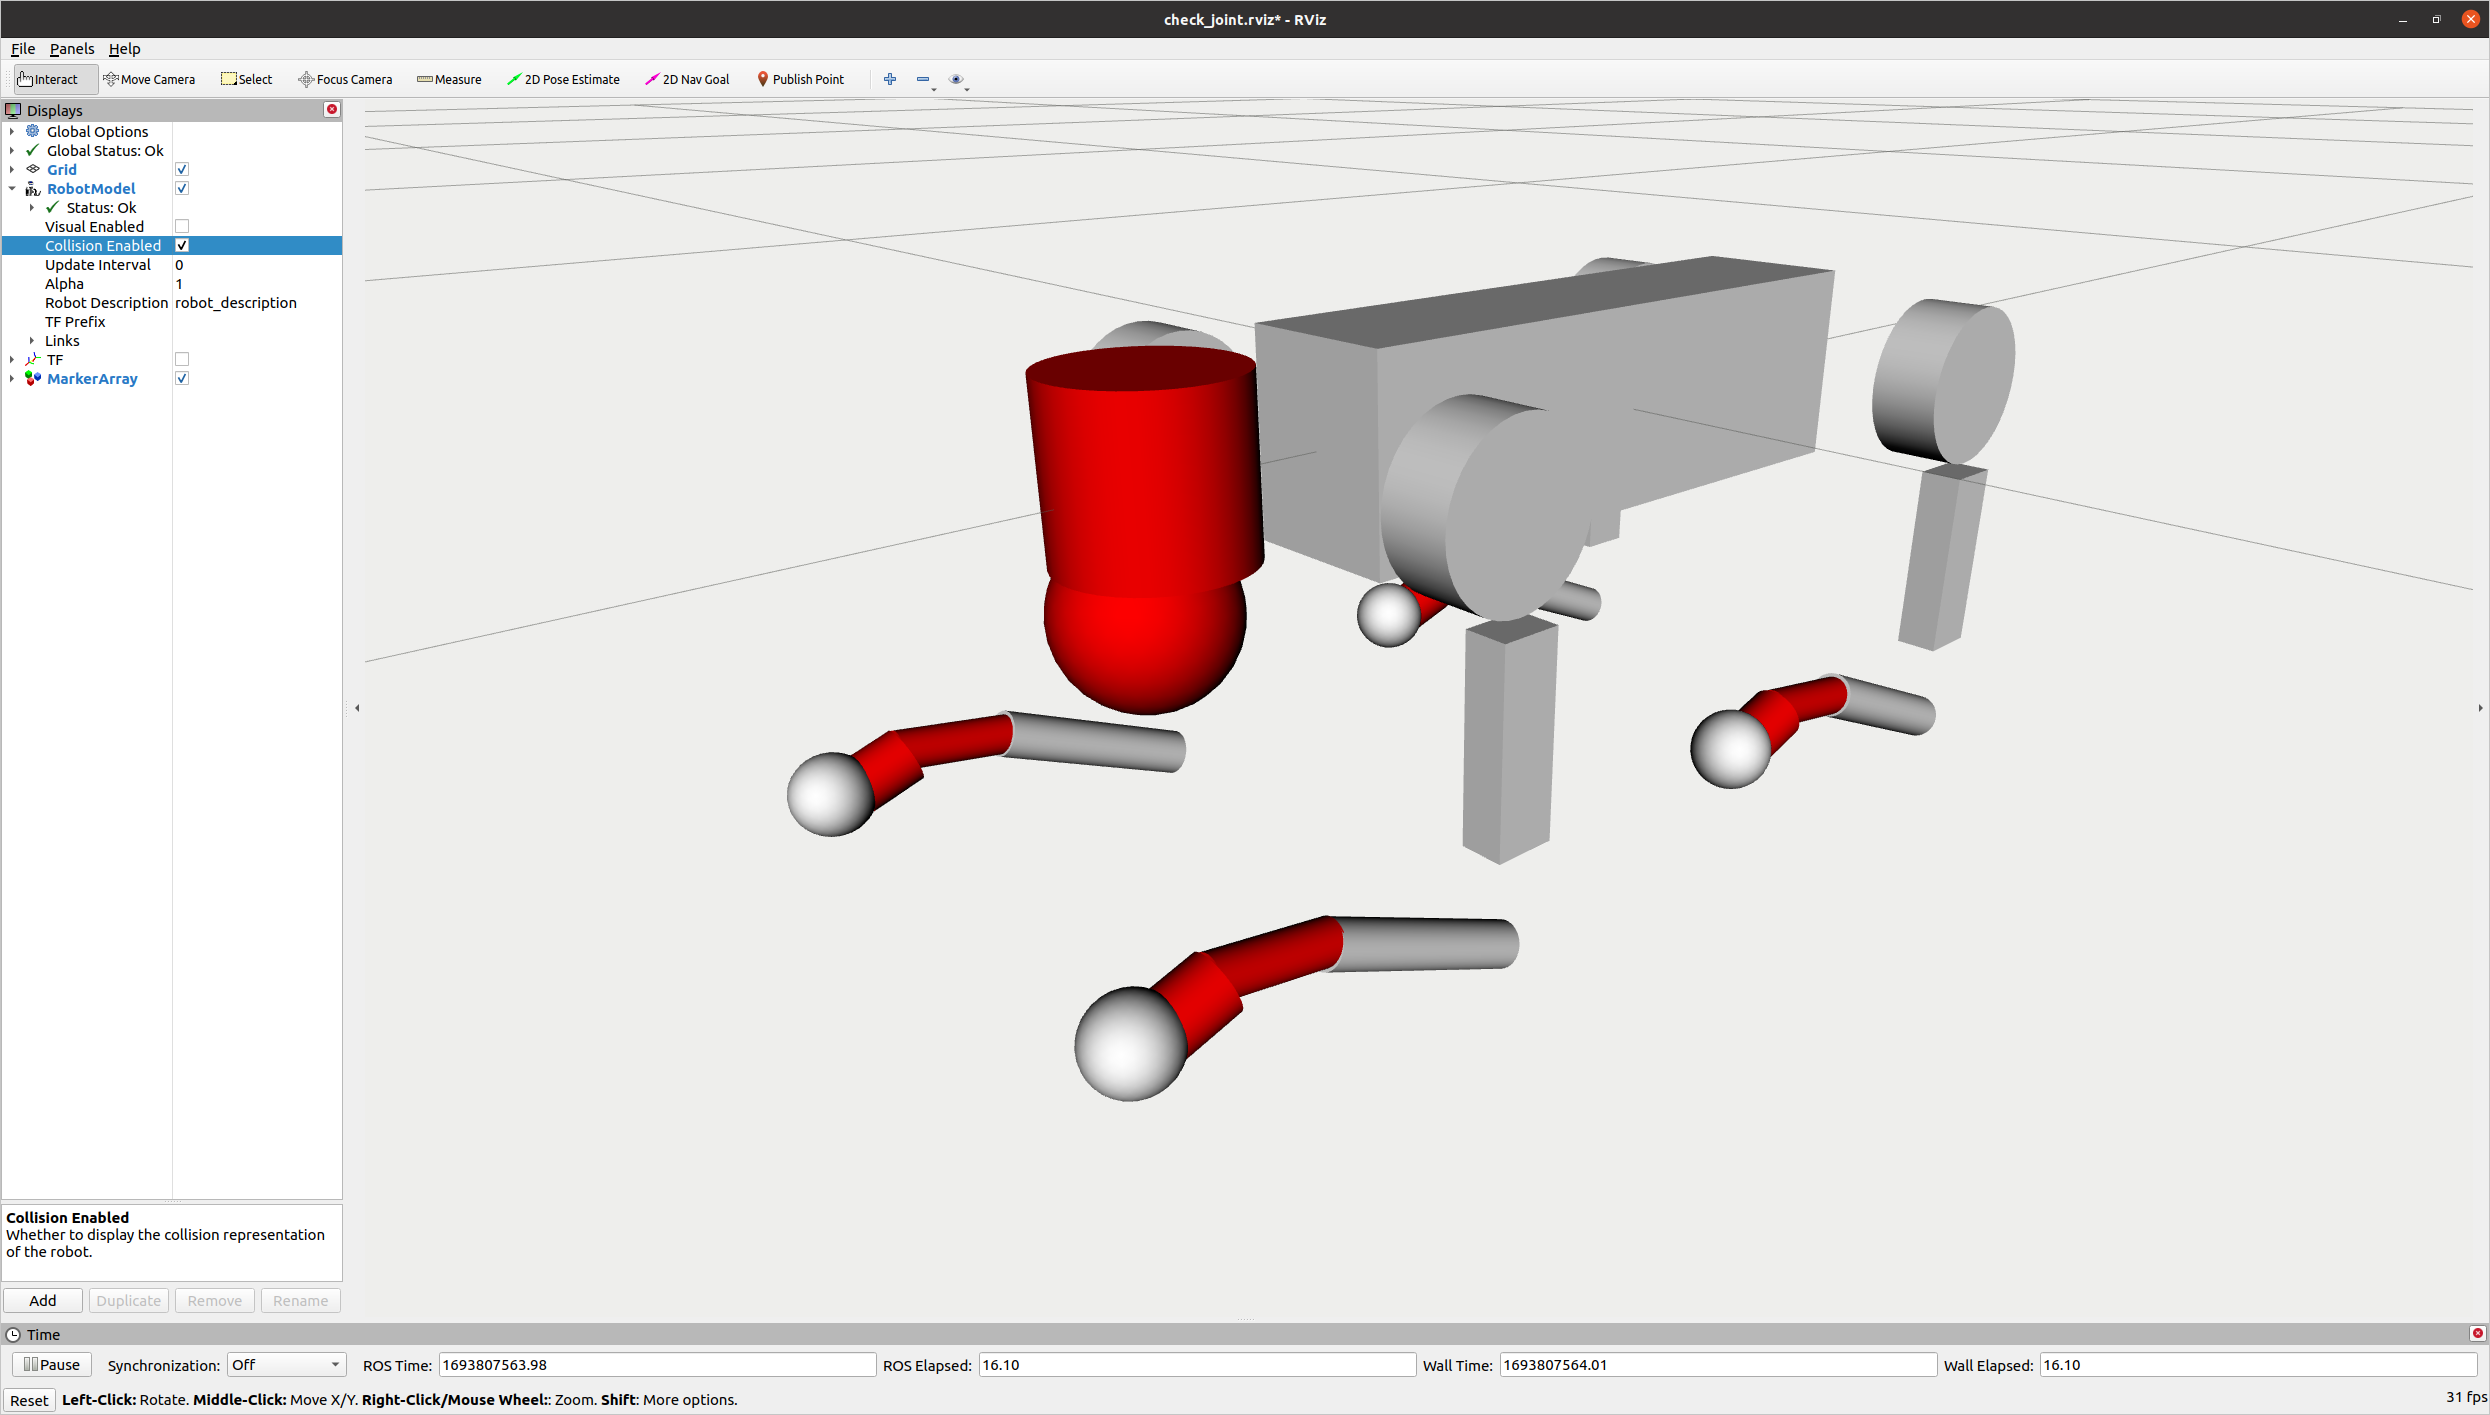 check_joint.rviz* - RViz
File Panels Help
Interact Move Camera Select Focus Camera Measure 2D Pose Estimate 2D Nav Goal Publish Point
Displays
Global Options
Global Status: Ok
Grid
RobotModel
Status: Ok
Visual Enabled
Collision Enabled
Update Interval 0
Alpha 1
Robot Description robot_description
TF Prefix
Links
TF
MarkerArray
Collision Enabled
Whether to display the collision representation
of the robot.
Add Duplicate Remove Rename
Time
Pause Synchronization: Off ROS Time: 1693807563.98 ROS Elapsed: 16.10 Wall Time: 1693807564.01 Wall Elapsed: 16.10
Reset Left-Click: Rotate. Middle-Click: Move X/Y. Right-Click/Mouse Wheel:: Zoom. Shift: More options. 31 fps